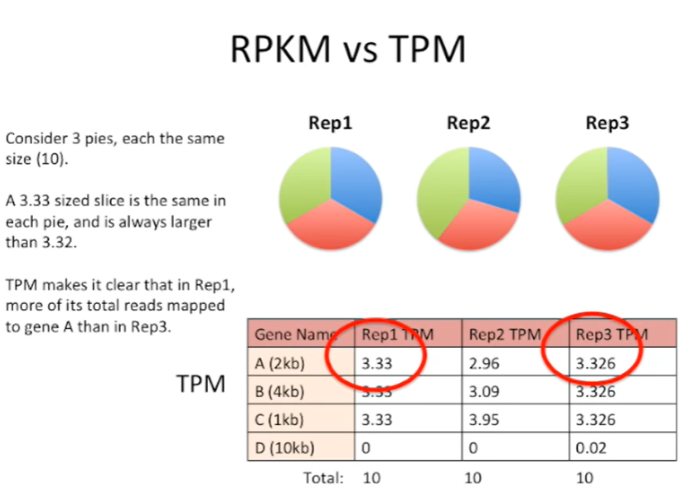 RPKM vs TPM
Rep1 Rep2 Rep3
Consider 3 pies, each the same
size (10).
A 3.33 sized slice is the same in
each pie, and is always larger
than 3.32.
TPM makes it clear that in Rep1,
more of its total reads mapped
to gene A than in Rep3.
TPM
Gene Name Rep1 TPM Rep2 TPM Rep3 TPM
A (2kb) 3.33 2.96 3.326
B (4kb) 3.33 3.09 3.326
C (1kb) 3.33 3.95 3.326
D (10kb) 0 0 0.02
Total: 10 10 10